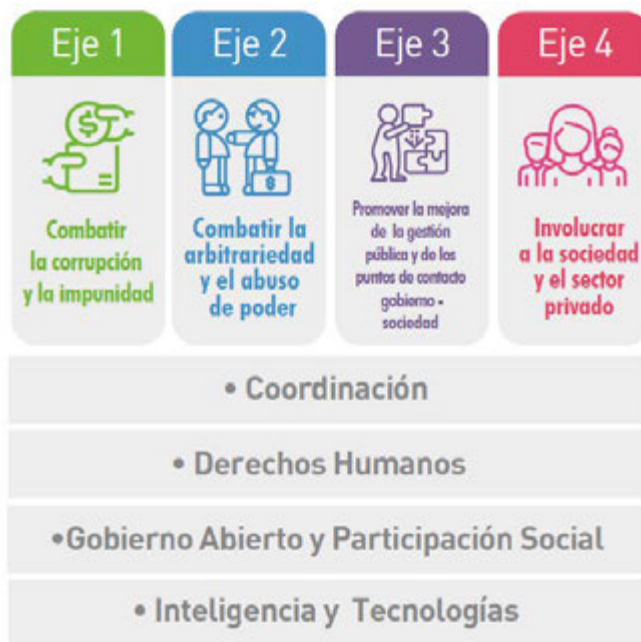 Eje 1
Combatir
la corrupción
y la impunidad
Eje 2
Combatir la
arbitrariedad
y el abuso
de poder
Eje 3
Promover la mejora
de la gestión
pública y de los
puntos de contacto
gobierno -
sociedad
Eje 4
Involucrar
a la sociedad
y el sector
privado
• Coordinación
• Derechos Humanos
•Gobierno Abierto y Participación Social
• Inteligencia y Tecnologías